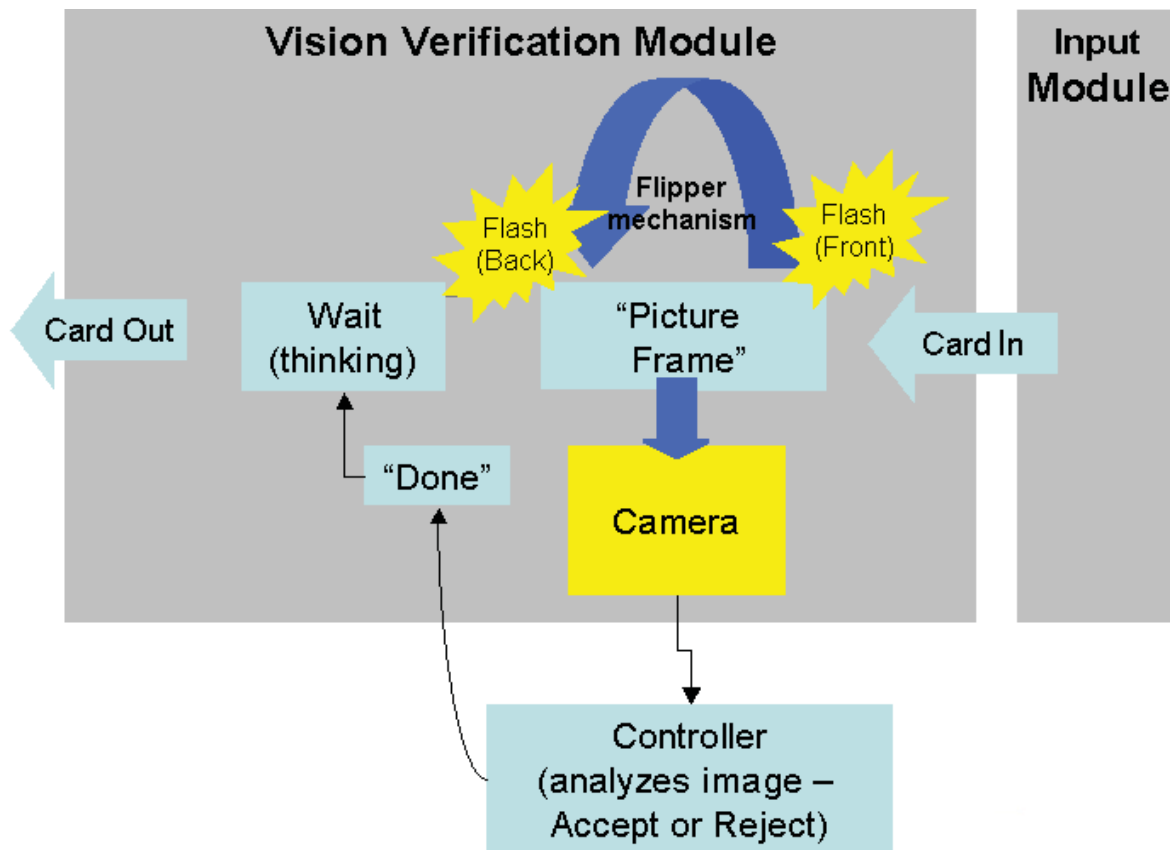 Vision Verification Module
Input
Module
Flipper
mechanism
Flash
(Back)
Flash
(Front)
Card Out
Wait
(thinking)
“Picture
Frame”
Card In
“Done”
Camera
Controller
(analyzes image –
Accept or Reject)